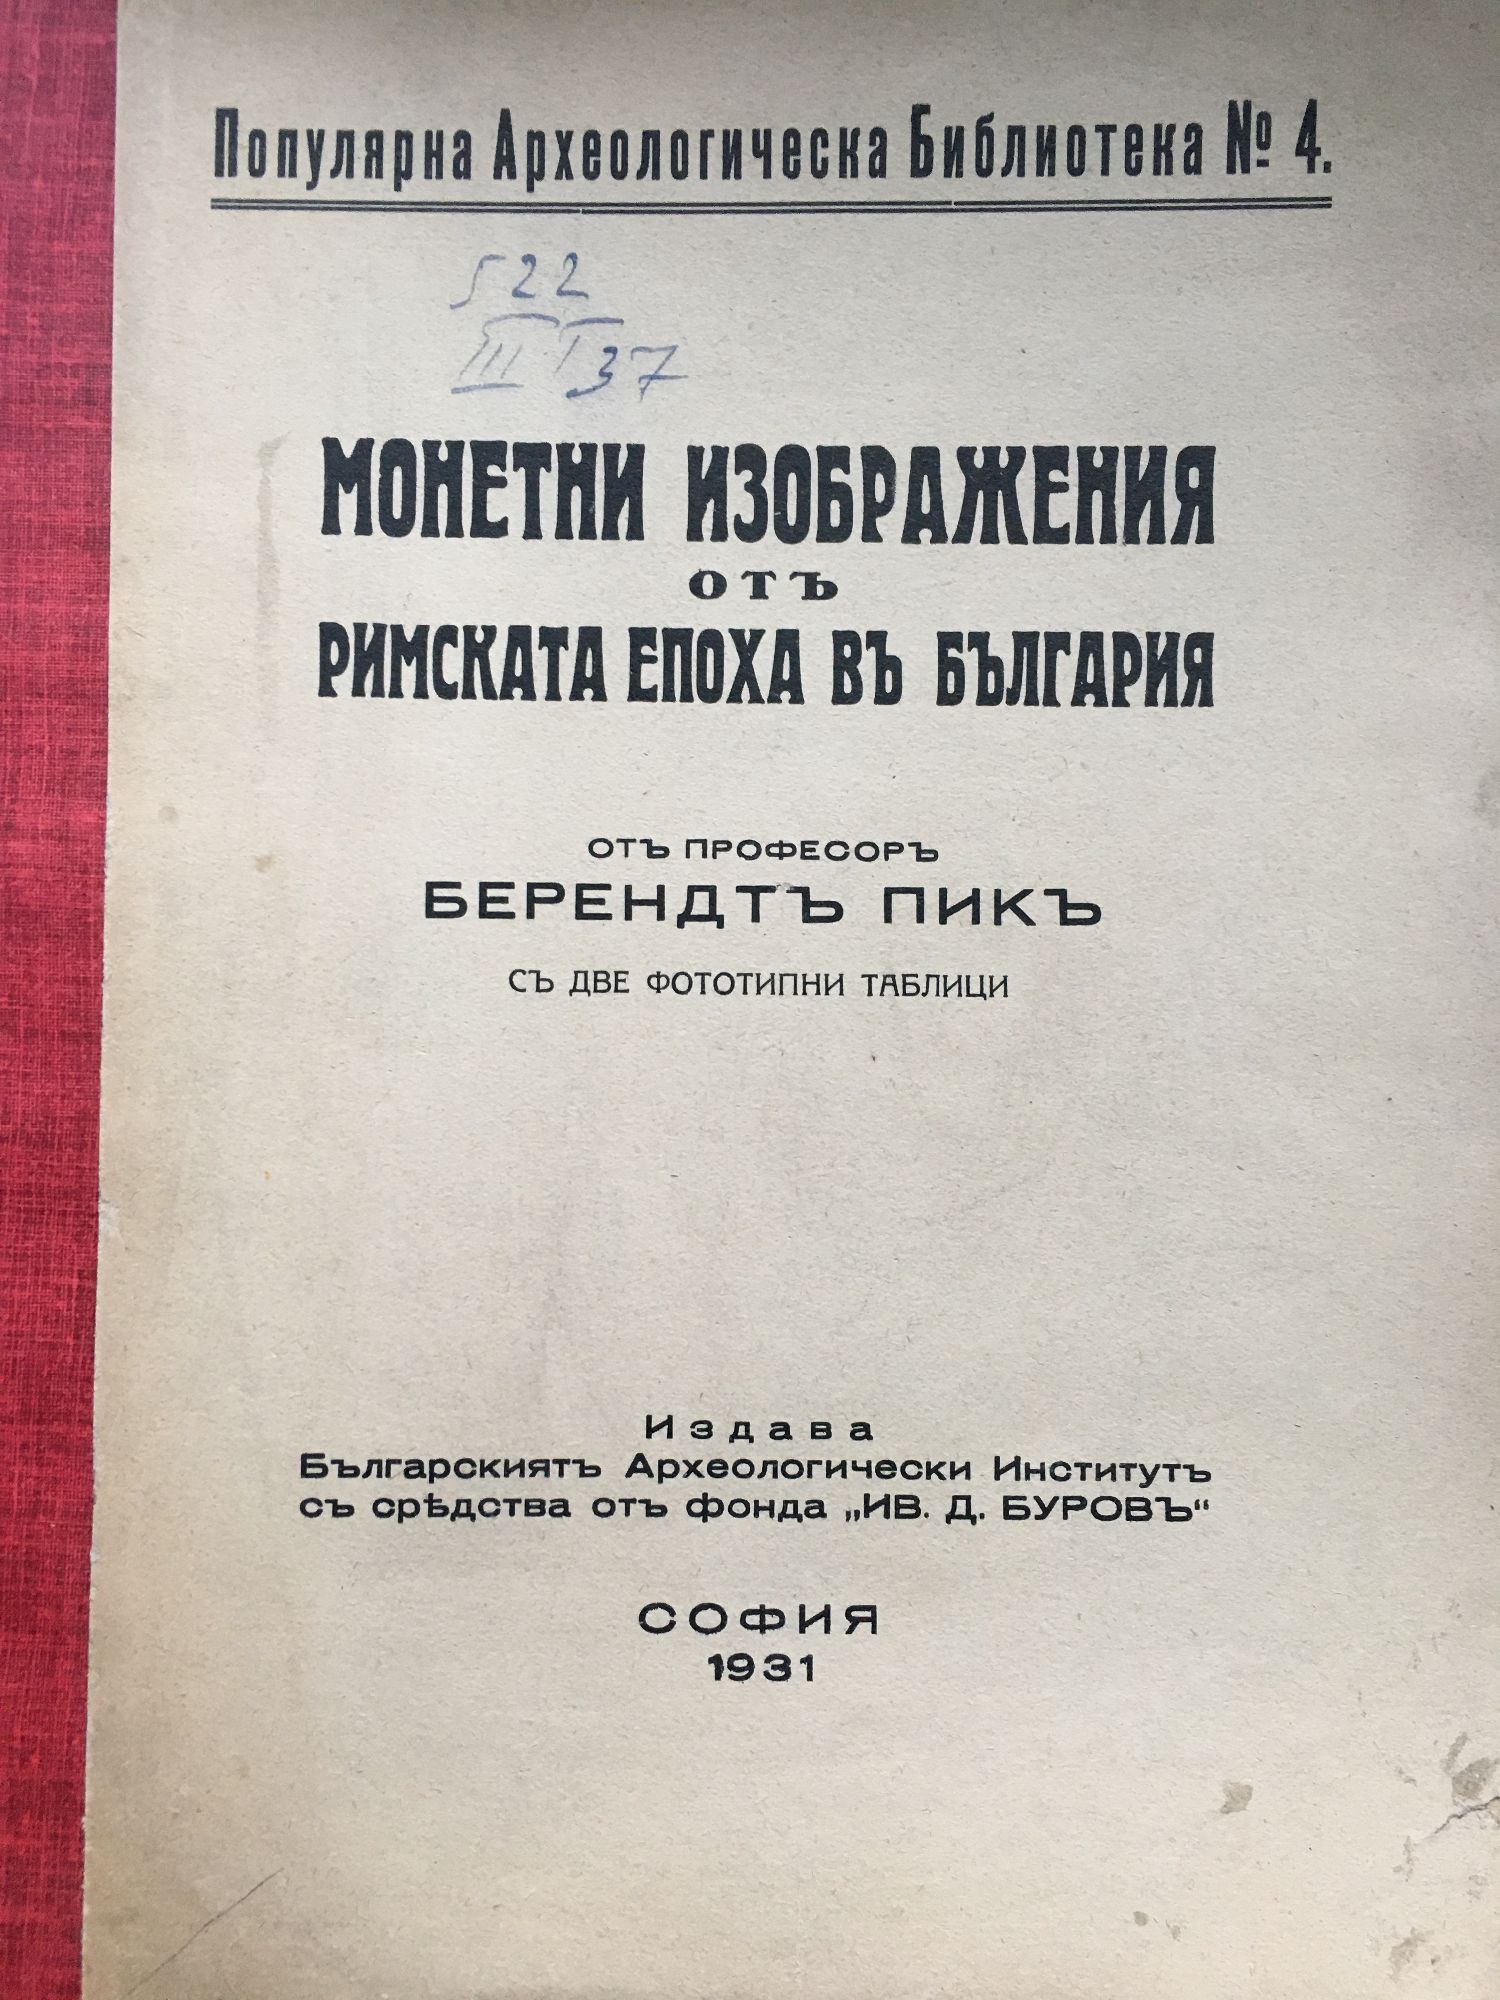 Популярна Археологическа Библиотека № 4.
522
III I 37
МОНЕТНИ ИЗОБРАЖЕНИЯ
отъ
РИМСКАТА ЕПОХА ВЪ БЪЛГАРИЯ
ОТЪ ПРОФЕСОРЪ
БЕРЕНДТЪ ПИКЪ
СЪ ДВЕ ФОТОТИПНИ ТАБЛИЦИ
Издава
Българскиятъ Археологически Институтъ
съ срѣдства отъ фонда „ИВ. Д. БУРОВЪ“
СОФИЯ
1931